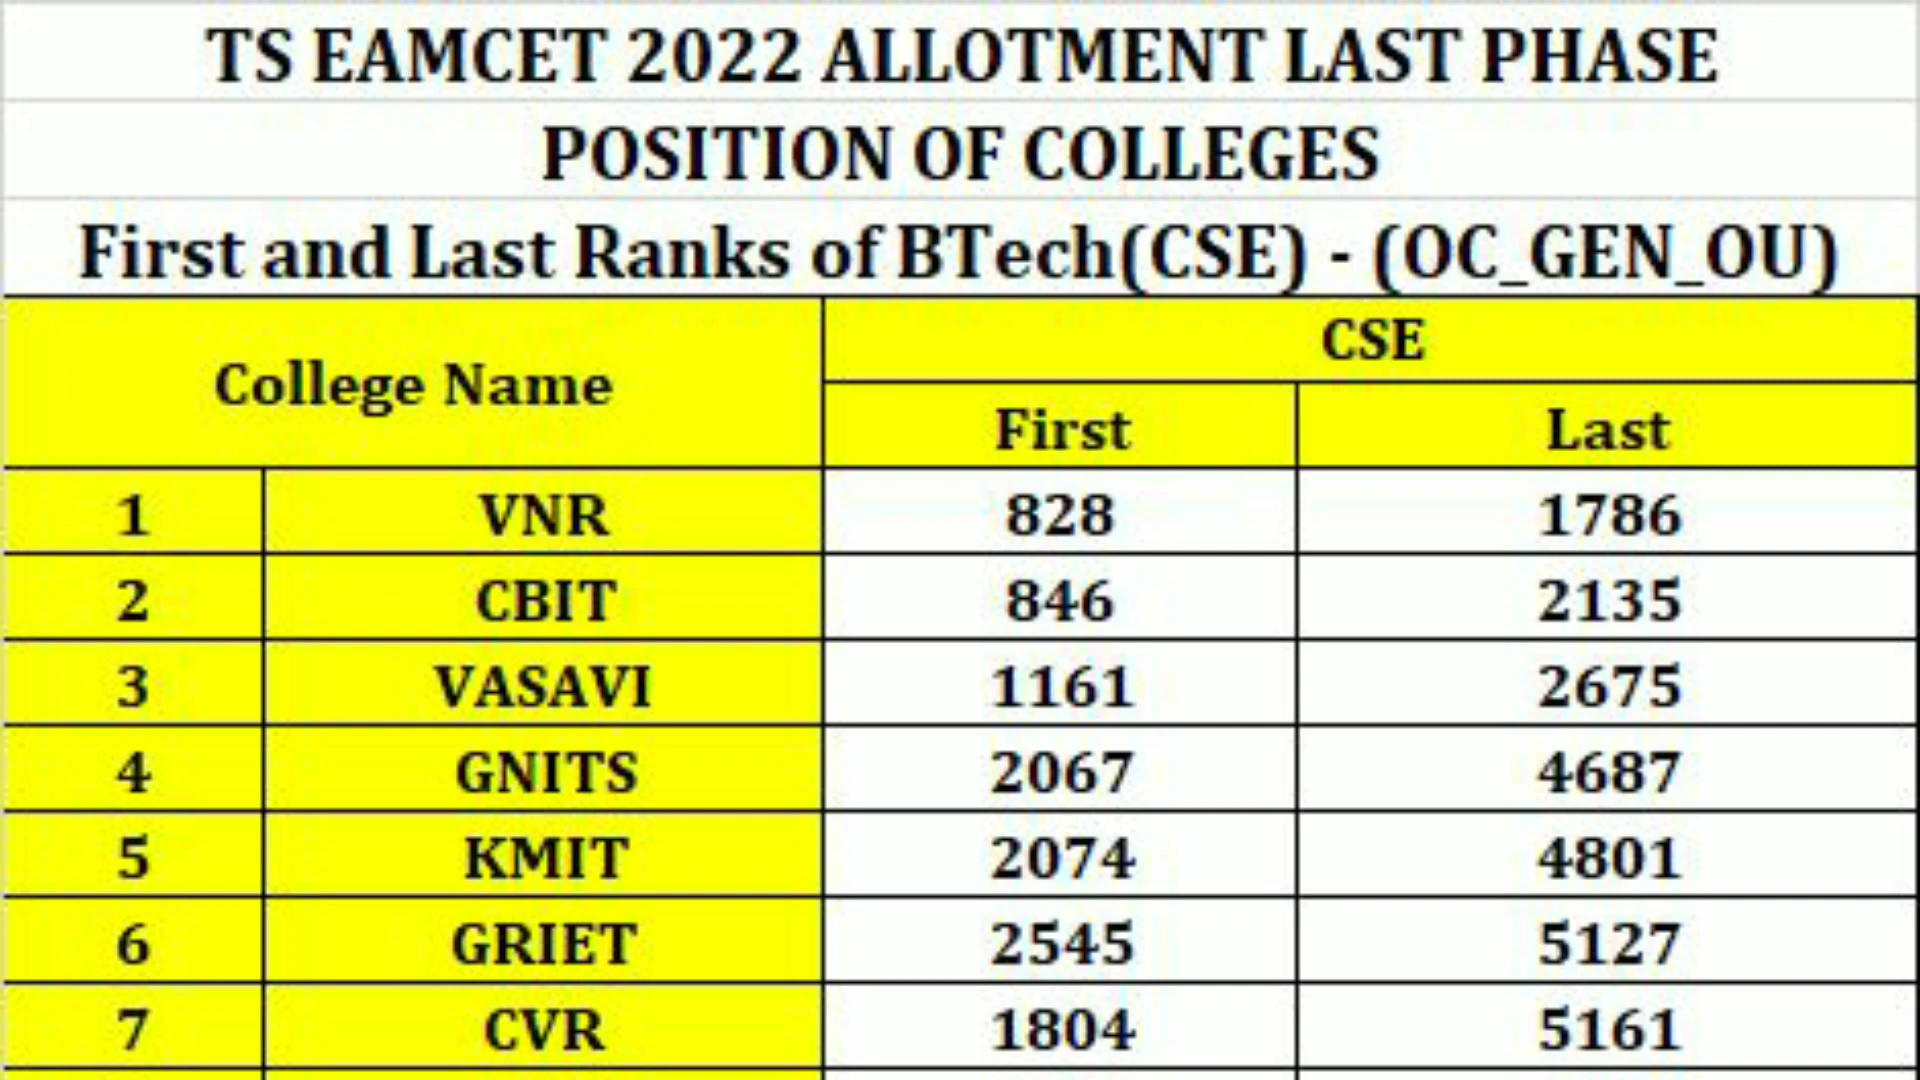 TS EAMCET 2022 ALLOTMENT LAST PHASE
POSITION OF COLLEGES
First and Last Ranks of BTech(CSE) - (OC_GEN_OU)
College Name CSE
First Last
1 VNR 828 1786
2 CBIT 846 2135
3 VASAVI 1161 2675
4 GNITS 2067 4687
5 KMIT 2074 4801
6 GRIET 2545 5127
7 CVR 1804 5161